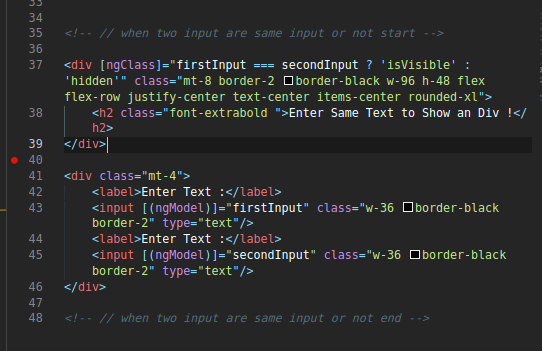 33
34
35 <!-- // when two input are same input or not start -->
36
37 <div [ngClass]="firstInput === secondInput ? 'isVisible' :
'hidden'" class="mt-8 border-2 border-black w-96 h-48 flex
flex-row justify-center text-center items-center rounded-xl">
38 <h2 class="font-extrabold ">Enter Same Text to Show an Div !</
h2>
39 </div>
40
41 <div class="mt-4">
42 <label>Enter Text :</label>
43 <input [(ngModel)]="firstInput" class="w-36 border-black
border-2" type="text"/>
44 <label>Enter Text :</label>
45 <input [(ngModel)]="secondInput" class="w-36 border-black
border-2" type="text"/>
46 </div>
47
48 <!-- // when two input are same input or not end -->